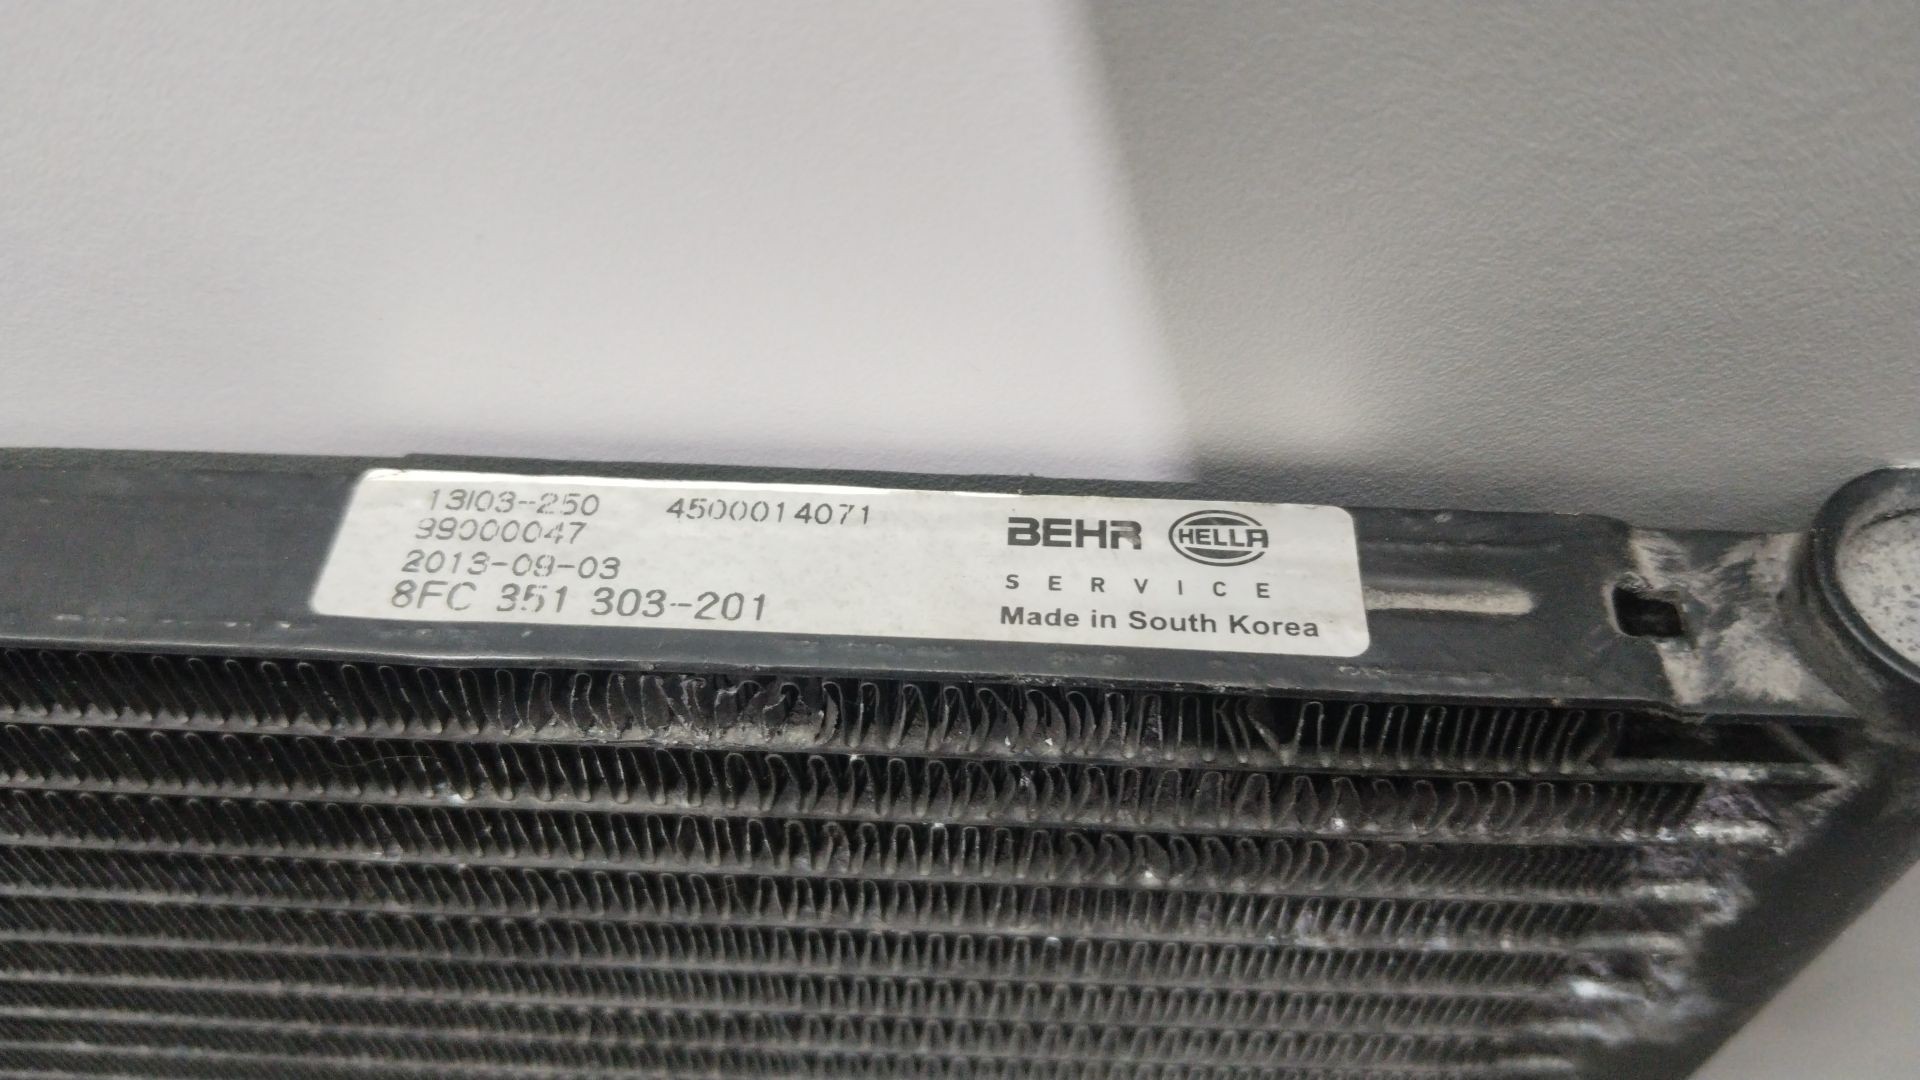 13I03-250 4500014071
99000047
2013-09-03
8FC 351 303-201
BEHR HELLA
SERVICE
Made in South Korea